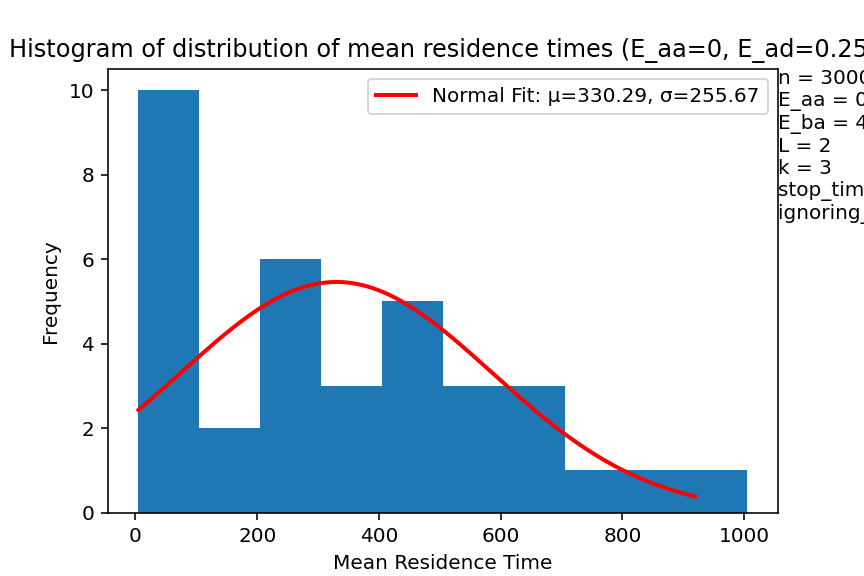 Histogram of distribution of mean residence times (E_aa=0, E_ad=0.25
Normal Fit: μ=330.29, σ=255.67
n = 3000
E_aa = 0
E_ba = 4
L = 2
k = 3
stop_tim
ignoring_
Frequency
10
8
6
4
2
0
0 200 400 600 800 1000
Mean Residence Time